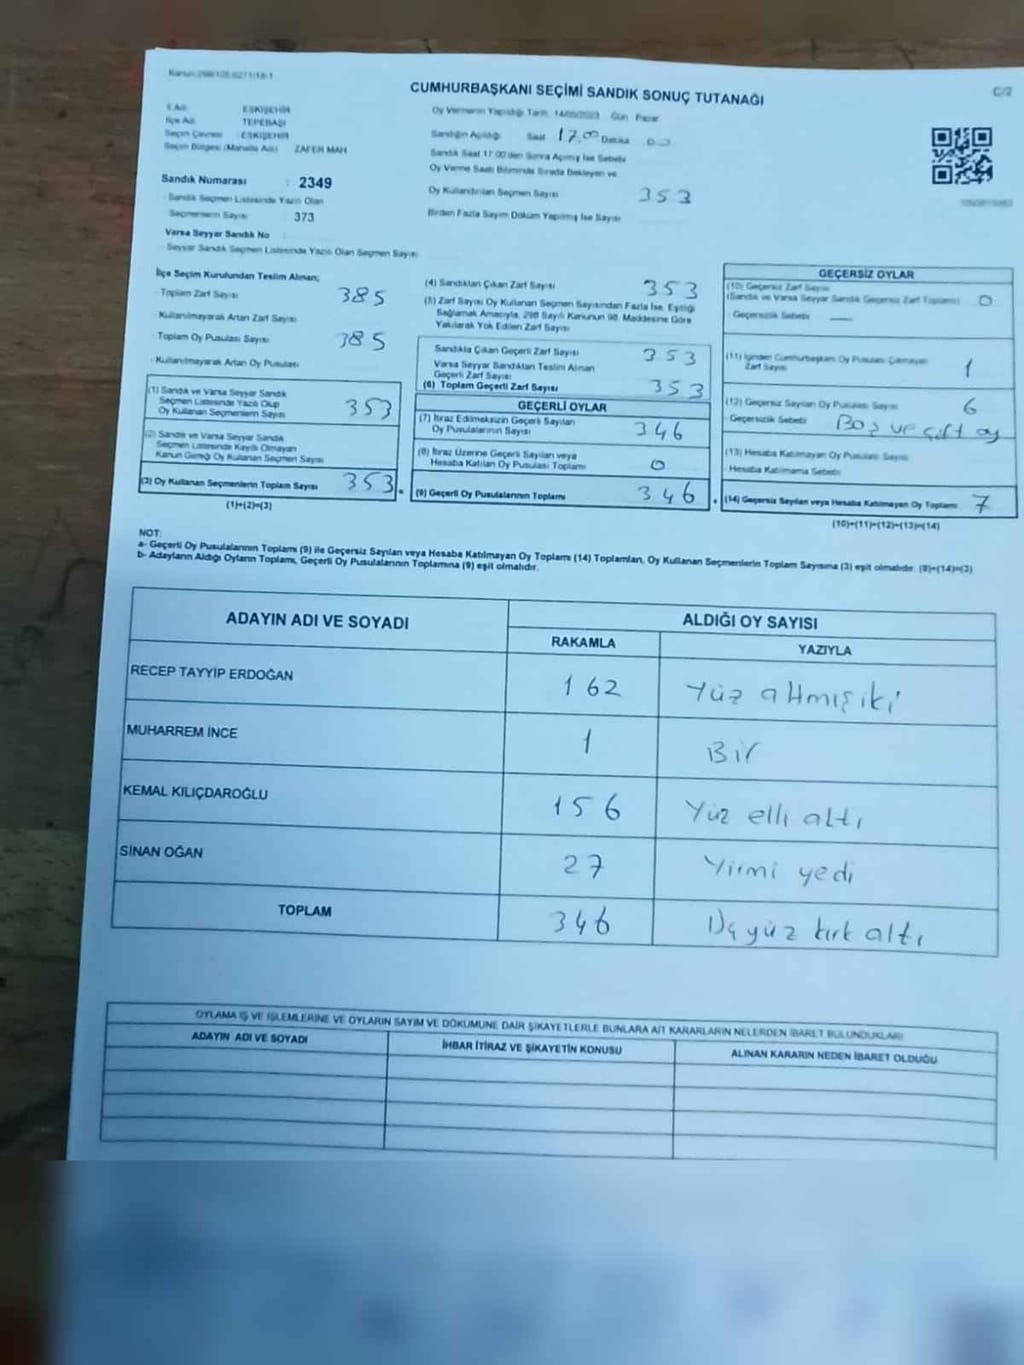 Kanun:298/105,6271/18-1
CUMHURBAŞKANI SEÇİMİ SANDIK SONUÇ TUTANAĞI
C/2
İl Adı : ESKİŞEHİR
İlçe Adı : TEPEBAŞI
Seçim Çevresi : ESKİŞEHİR
Seçim Bölgesi (Mahalle Adı) : ZAFER MAH.
Sandık Numarası : 2349
Sandık Seçmen Listesinde Yazılı Olan
Seçmenlerin Sayısı : 373
Varsa Seyyar Sandık No
Seyyar Sandık Seçmen Listesinde Yazılı Olan Seçmen Sayısı
Oy Vermenin Yapıldığı Tarih: 14/05/2023 Gün : Pazar
Sandığın Açıldığı Saat 17.00 Dakika
Sandık Saat 17:00'den Sonra Açılmış İse Sebebi
Oy Verme Saati Bitiminde Sırada Bekleyen ve
Oy Kullandırılan Seçmen Sayısı 353
Birden Fazla Sayım Döküm Yapılmış İse Sayısı
İlçe Seçim Kurulundan Teslim Alınan;
Toplam Zarf Sayısı 385
Kullanılmayarak Artan Zarf Sayısı
Toplam Oy Pusulası Sayısı 385
Kullanılmayarak Artan Oy Pusulası
(1) Sandık ve Varsa Seyyar Sandık
Seçmen Listesinde Yazılı Olup
Oy Kullanan Seçmenlerin Sayısı 353
(2) Sandık ve Varsa Seyyar Sandık
Seçmen Listesinde Kayıtlı Olmayan
Kanun Gereği Oy Kullanan Seçmen Sayısı
(3) Oy Kullanan Seçmenlerin Toplam Sayısı 353
(1)+(2)=(3)
(4) Sandıktan Çıkan Zarf Sayısı 353
(5) Zarf Sayısı Oy Kullanan Seçmen Sayısından Fazla İse, Eşitliği
Sağlamak Amacıyla, 298 Sayılı Kanunun 98. Maddesine Göre
Yakılarak Yok Edilen Zarf Sayısı
Sandıkta Çıkan Geçerli Zarf Sayısı 353
Varsa Seyyar Sandıktan Teslim Alınan
Geçerli Zarf Sayısı
(6) Toplam Geçerli Zarf Sayısı 353
GEÇERLİ OYLAR
(7) İtiraz Edilmeksizin Geçerli Sayılan
Oy Pusulalarının Sayısı 346
(8) İtiraz Üzerine Geçerli Sayılan veya
Hesaba Katılan Oy Pusulası Toplamı 0
(9) Geçerli Oy Pusulalarının Toplamı 346
GEÇERSİZ OYLAR
(10) Geçersiz Zarf Sayısı
(Sandık ve Varsa Seyyar Sandık Geçersiz Zarf Toplamı) 0
Geçersizlik Sebebi —
(11) İçinden Cumhurbaşkanı Oy Pusulası Çıkmayan
Zarf Sayısı 1
(12) Geçersiz Sayılan Oy Pusulası Sayısı 6
Geçersizlik Sebebi Boş ve çift oy
(13) Hesaba Katılmayan Oy Pusulası Sayısı
Hesaba Katılmama Sebebi
(14) Geçersiz Sayılan veya Hesaba Katılmayan Oy Toplamı 7
(10)+(11)+(12)+(13)=(14)
NOT:
a- Geçerli Oy Pusulalarının Toplamı (9) ile Geçersiz Sayılan veya Hesaba Katılmayan Oy Toplamı (14) Toplamları, Oy Kullanan Seçmenlerin Toplam Sayısına (3) eşit olmalıdır. (9)+(14)=(3)
b- Adayların Aldığı Oyların Toplamı, Geçerli Oy Pusulalarının Toplamına (9) eşit olmalıdır.
ADAYIN ADI VE SOYADI
ALDIĞI OY SAYISI
RAKAMLA YAZIYLA
RECEP TAYYİP ERDOĞAN 162 Yüz altmış iki
MUHARREM İNCE 1 Bir
KEMAL KILIÇDAROĞLU 156 Yüz elli altı
SİNAN OĞAN 27 Yirmi yedi
TOPLAM 346 Üç yüz kırk altı
OYLAMA İŞ VE İŞLEMLERİNE VE OYLARIN SAYIM VE DÖKÜMÜNE DAİR ŞİKAYETLERLE BUNLARA AİT KARARLARIN NELERDEN İBARET BULUNDUKLARI
ADAYIN ADI VE SOYADI İHBAR İTİRAZ VE ŞİKAYETİN KONUSU ALINAN KARARIN NEDEN İBARET OLDUĞU